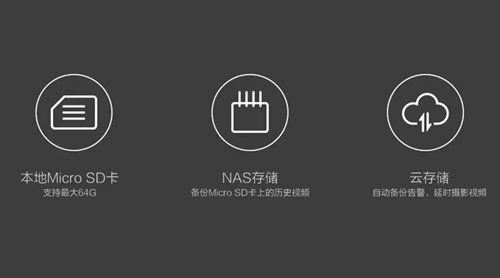 本地Micro SD卡
支持最大64G
NAS存储
备份Micro SD卡上的历史视频
云存储
自动备份告警、延时摄影视频